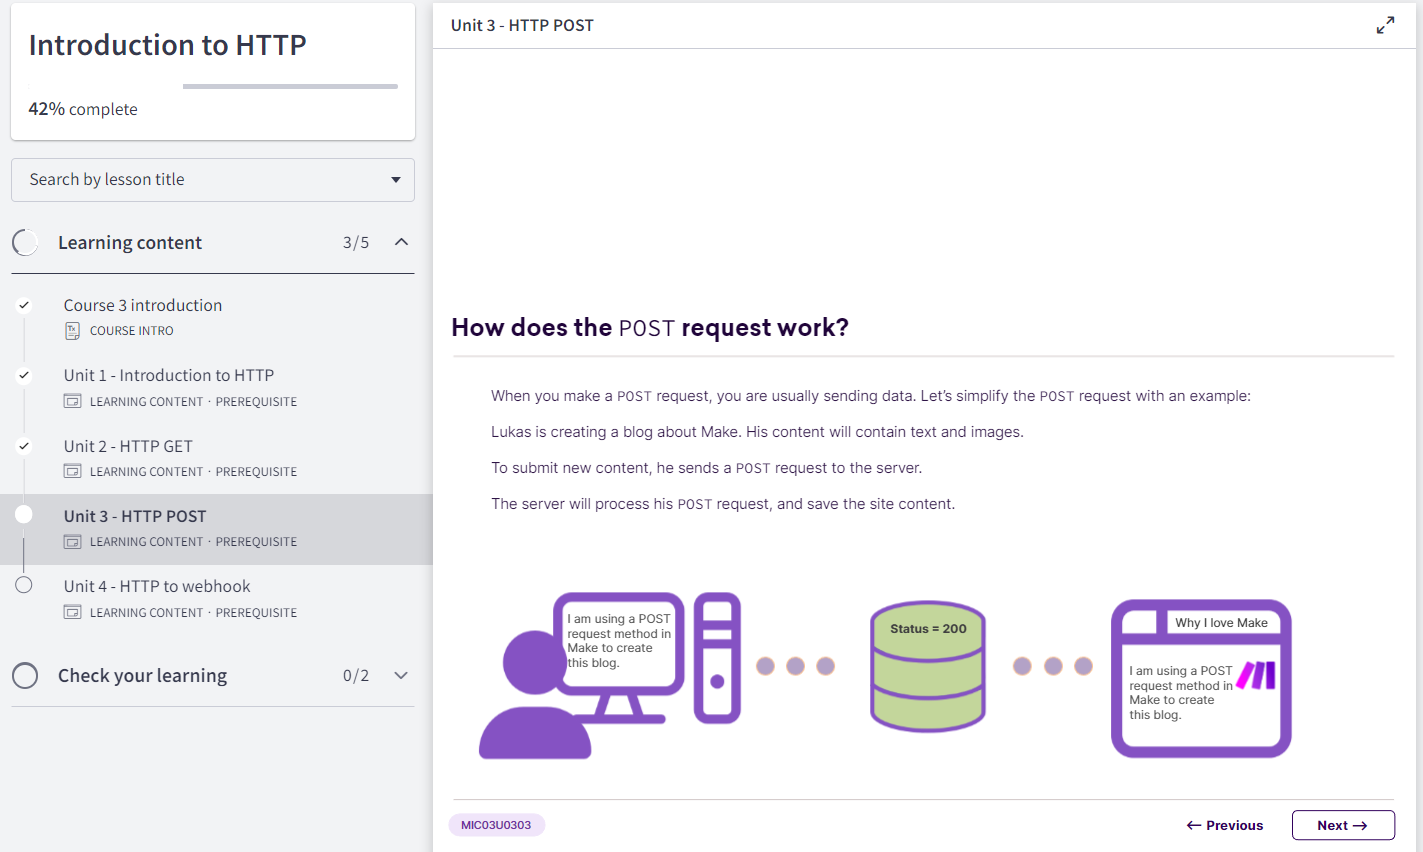 Introduction to HTTP
42% complete
Search by lesson title
Learning content 3/5
Course 3 introduction
COURSE INTRO
Unit 1 - Introduction to HTTP
LEARNING CONTENT · PREREQUISITE
Unit 2 - HTTP GET
LEARNING CONTENT · PREREQUISITE
Unit 3 - HTTP POST
LEARNING CONTENT · PREREQUISITE
Unit 4 - HTTP to webhook
LEARNING CONTENT · PREREQUISITE
Check your learning 0/2
Unit 3 - HTTP POST
How does the POST request work?
When you make a POST request, you are usually sending data. Let's simplify the POST request with an example:
Lukas is creating a blog about Make. His content will contain text and images.
To submit new content, he sends a POST request to the server.
The server will process his POST request, and save the site content.
I am using a POST
request method in
Make to create
this blog.
Status = 200
Why I love Make
I am using a POST
request method in
Make to create
this blog.
MIC03U0303
← Previous
Next →